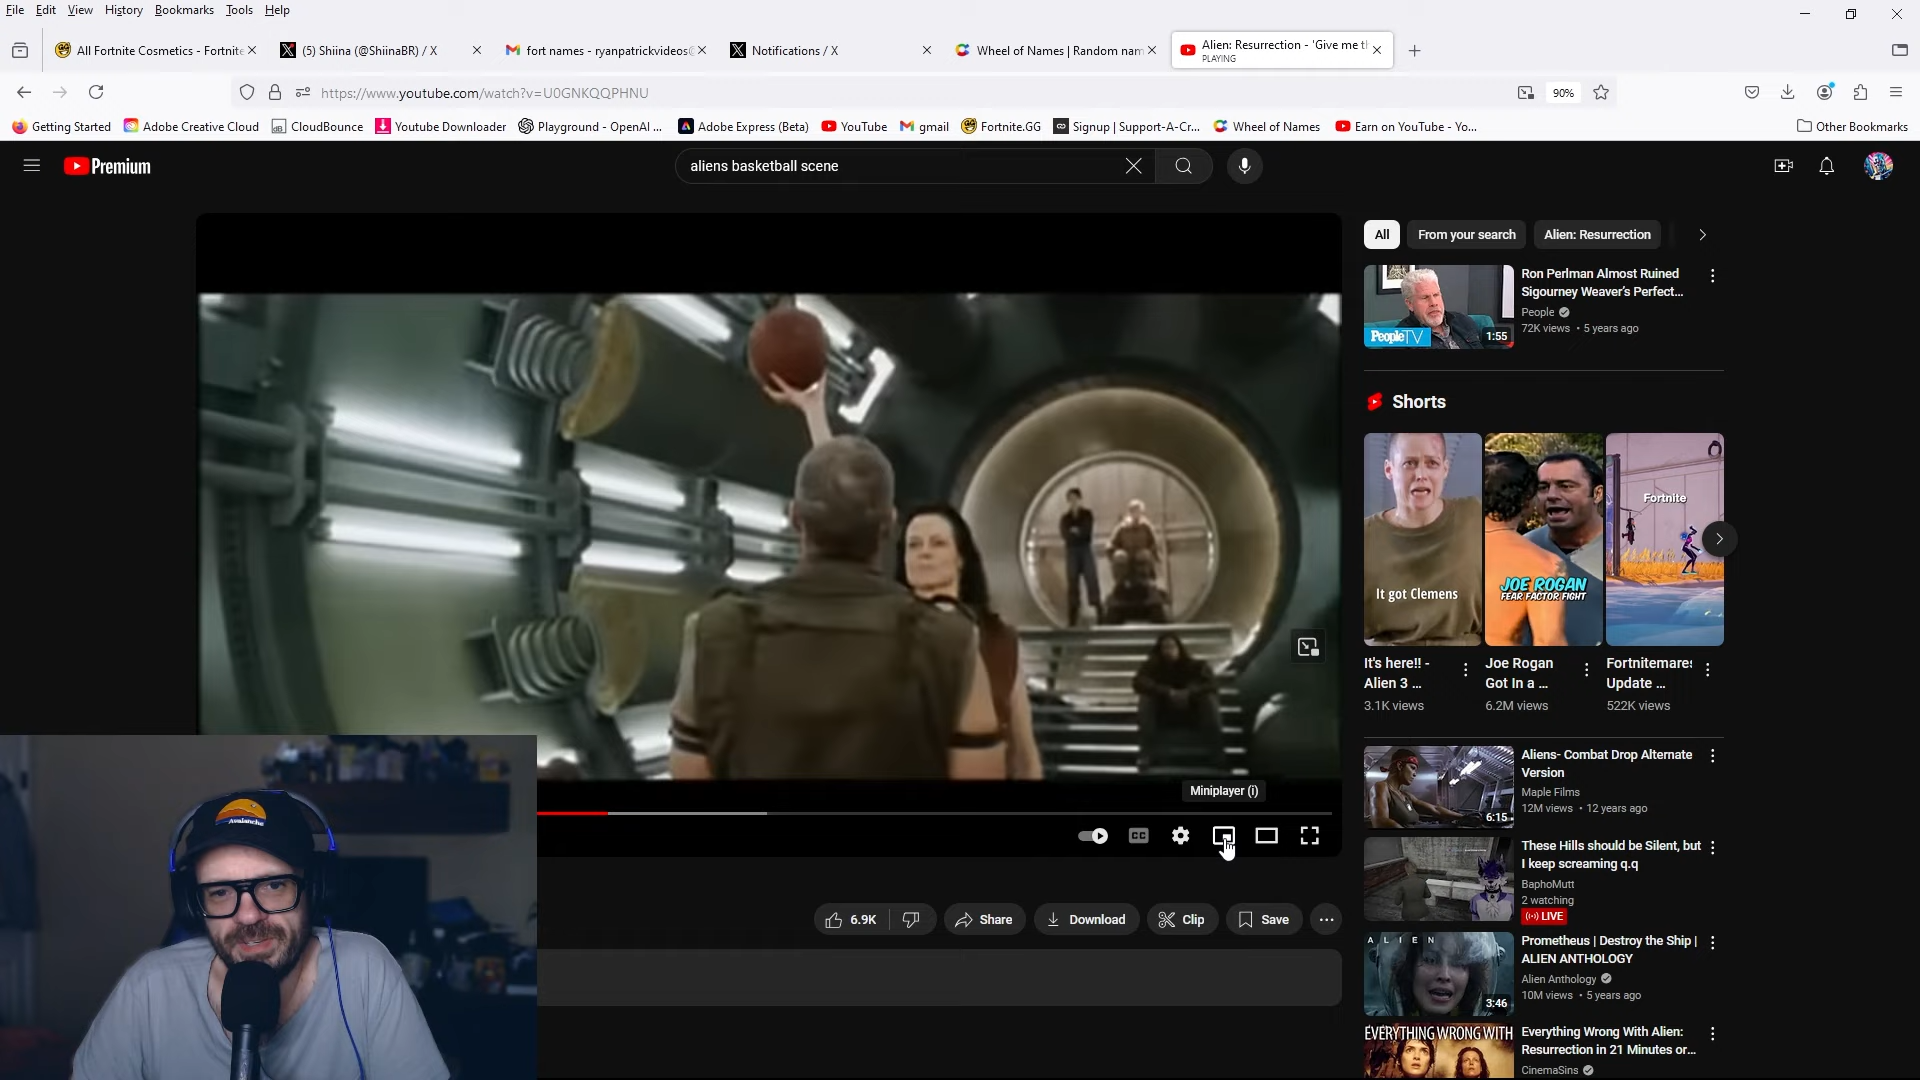 File Edit View History Bookmarks Tools Help
All Fortnite Cosmetics - Fortnite
(5) Shiina (@ShiinaBR) / X
fort names - ryanpatrickvideos
Notifications / X
Wheel of Names | Random nam
Alien: Resurrection - 'Give me th
PLAYING
https://www.youtube.com/watch?v=U0GNKQQPHNU
90%
Getting Started Adobe Creative Cloud CloudBounce Youtube Downloader Playground - OpenAI ... Adobe Express (Beta) YouTube gmail Fortnite.GG Signup | Support-A-Cr... Wheel of Names Earn on YouTube - Yo... Other Bookmarks
Premium
aliens basketball scene
All From your search Alien: Resurrection
Ron Perlman Almost Ruined
Sigourney Weaver's Perfect...
People
72K views • 5 years ago
PeopleTV
1:55
Shorts
It got Clemens
JOE ROGAN
FEAR FACTOR FIGHT
Fortnite
It's here!! -
Alien 3 ...
3.1K views
Joe Rogan
Got In a ...
6.2M views
Fortnitemares
Update ...
522K views
Miniplayer (i)
CC
6.9K Share Download Clip Save
Aliens- Combat Drop Alternate
Version
Maple Films
12M views • 12 years ago
6:15
These Hills should be Silent, but
I keep screaming q.q
BaphoMutt
2 watching
LIVE
ALIEN
Prometheus | Destroy the Ship |
ALIEN ANTHOLOGY
Alien Anthology
10M views • 5 years ago
3:46
EVERYTHING WRONG WITH
Everything Wrong With Alien:
Resurrection in 21 Minutes or...
CinemaSins
Avalanche